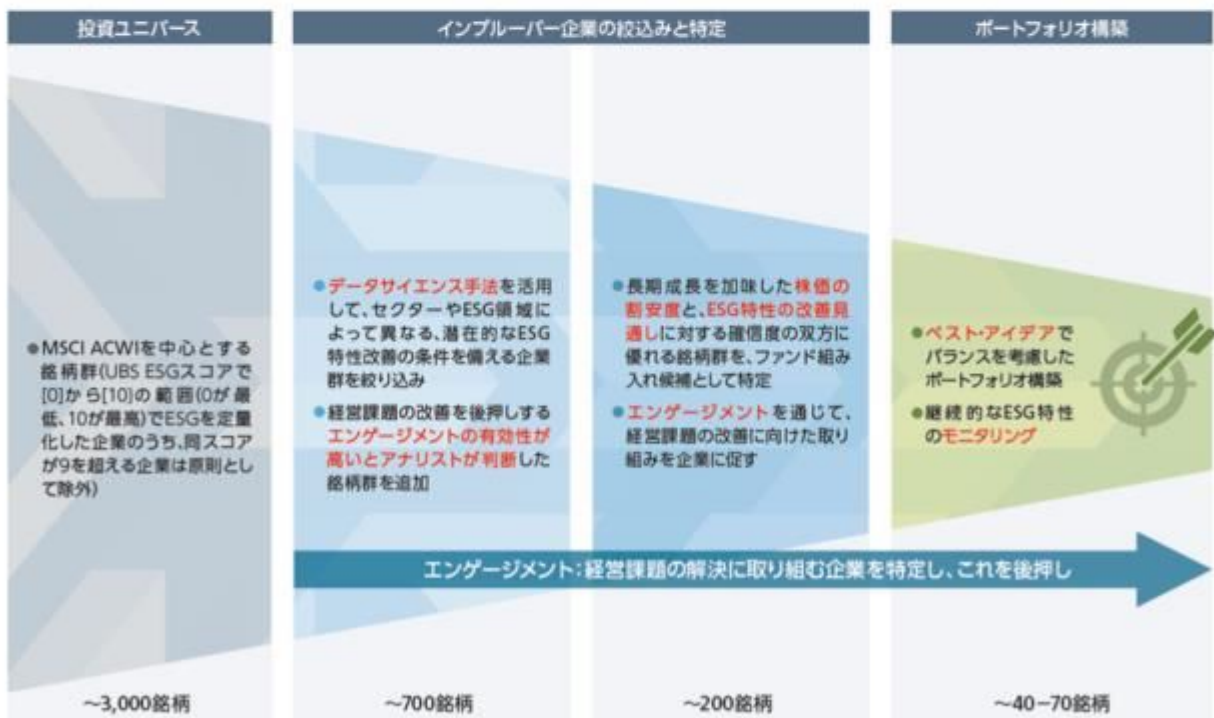 投資ユニバース
インプルーバー企業の絞込みと特定
ポートフォリオ構築
●MSCI ACWIを中心とする
銘柄群(UBS ESGスコアで
[0]から[10]の範囲(0が最
低、10が最高)でESGを定量
化した企業のうち、同スコア
が9を超える企業は原則とし
て除外)
●データサイエンス手法を活用
して、セクターやESG領域に
よって異なる、潜在的なESG
特性改善の条件を備える企業
群を絞り込み
●経営課題の改善を後押しする
エンゲージメントの有効性が
高いとアナリストが判断した
銘柄群を追加
●長期成長を加味した株価の
割安度と、ESG特性の改善見
通しに対する確信度の双方に
優れる銘柄群を、ファンド組み
入れ候補として特定
●エンゲージメントを通じて、
経営課題の改善に向けた取り
組みを企業に促す
●ベスト・アイデアで
バランスを考慮した
ポートフォリオ構築
●継続的なESG特性
のモニタリング
エンゲージメント:経営課題の解決に取り組む企業を特定し、これを後押し
～3,000銘柄
～700銘柄
～200銘柄
～40−70銘柄